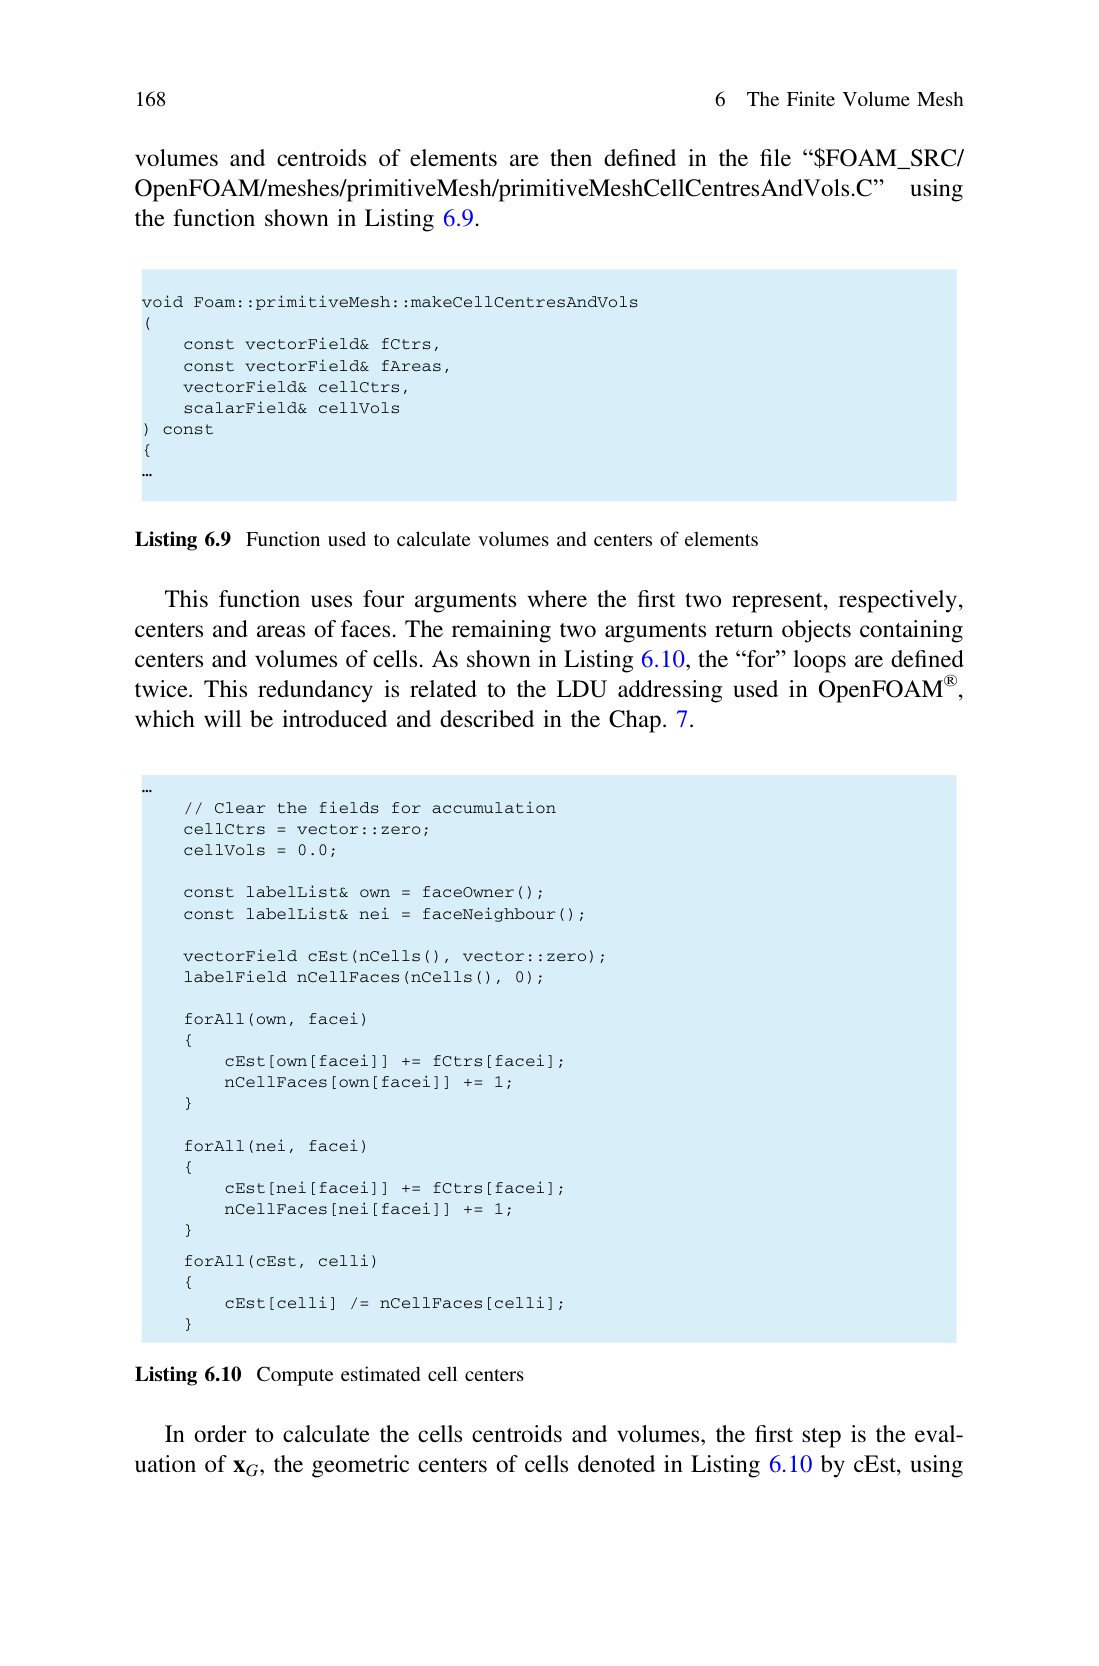 168
6 The Finite Volume Mesh
volumes and centroids of elements are then defined in the file “$FOAM_SRC/
OpenFOAM/meshes/primitiveMesh/primitiveMeshCellCentresAndVols.C” using
the function shown in Listing 6.9.
void Foam::primitiveMesh::makeCellCentresAndVols
(
    const vectorField& fCtrs,
    const vectorField& fAreas,
    vectorField& cellCtrs,
    scalarField& cellVols
) const
{
…
Listing 6.9 Function used to calculate volumes and centers of elements
This function uses four arguments where the first two represent, respectively,
centers and areas of faces. The remaining two arguments return objects containing
centers and volumes of cells. As shown in Listing 6.10, the “for” loops are defined
twice. This redundancy is related to the LDU addressing used in OpenFOAM®,
which will be introduced and described in the Chap. 7.
…
    // Clear the fields for accumulation
    cellCtrs = vector::zero;
    cellVols = 0.0;
    const labelList& own = faceOwner();
    const labelList& nei = faceNeighbour();
    vectorField cEst(nCells(), vector::zero);
    labelField nCellFaces(nCells(), 0);
    forAll(own, facei)
    {
        cEst[own[facei]] += fCtrs[facei];
        nCellFaces[own[facei]] += 1;
    }
    forAll(nei, facei)
    {
        cEst[nei[facei]] += fCtrs[facei];
        nCellFaces[nei[facei]] += 1;
    }
    forAll(cEst, celli)
    {
        cEst[celli] /= nCellFaces[celli];
    }
Listing 6.10 Compute estimated cell centers
In order to calculate the cells centroids and volumes, the first step is the eval-
uation of x_G, the geometric centers of cells denoted in Listing 6.10 by cEst, using